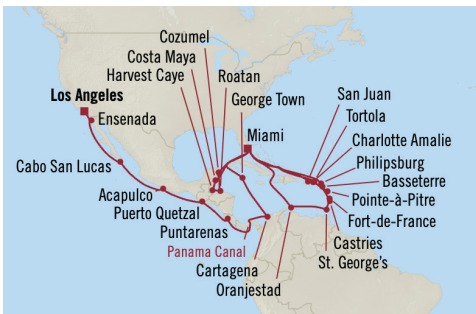 Cozumel
Costa Maya
Harvest Caye
Roatan
Los Angeles
George Town
San Juan
Ensenada
Tortola
Miami
Charlotte Amalie
Philipsburg
Cabo San Lucas
Basseterre
Acapulco
Pointe-à-Pitre
Puerto Quetzal
Fort-de-France
Puntarenas
Castries
Panama Canal
St. George's
Cartagena
Oranjestad